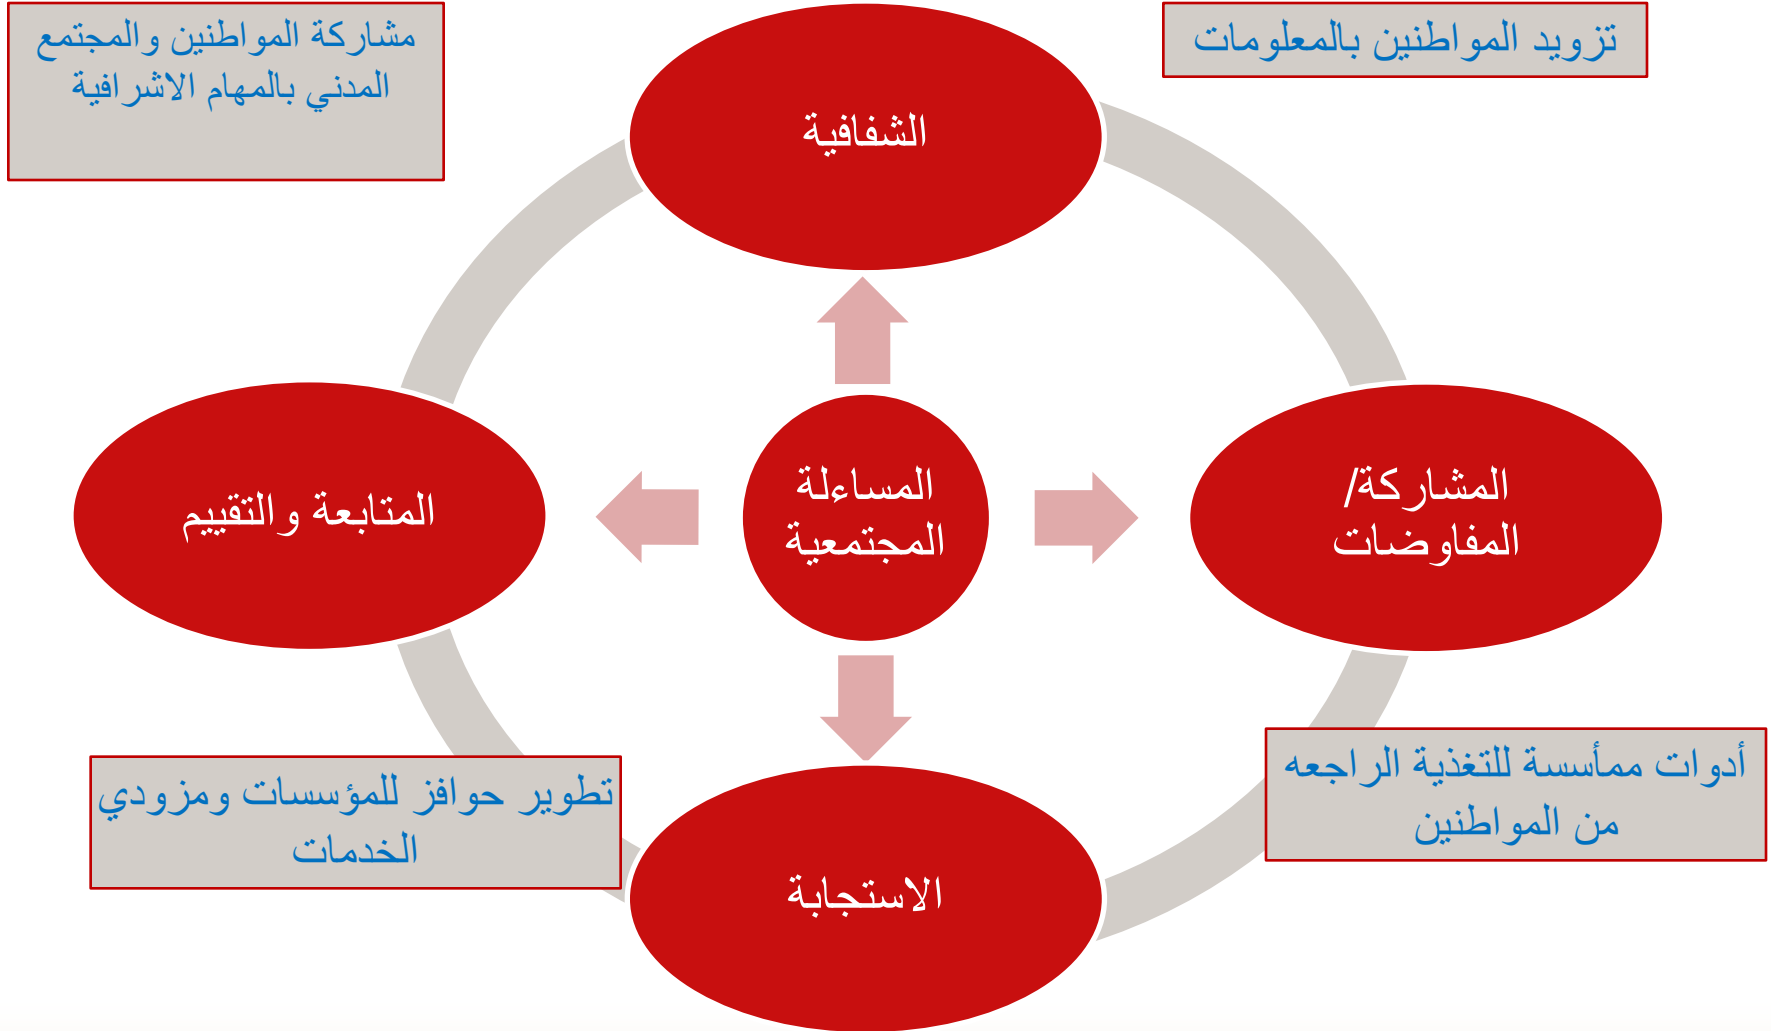 تزويد المواطنين بالمعلومات
مشاركة المواطنين والمجتمع
المدني بالمهام الاشرافية
الشفافية
المشاركة/
المفاوضات
المساءلة
المجتمعية
المتابعة والتقييم
أدوات ممأسسة للتغذية الراجعه
من المواطنين
تطوير حوافز للمؤسسات ومزودي
الخدمات
الاستجابة